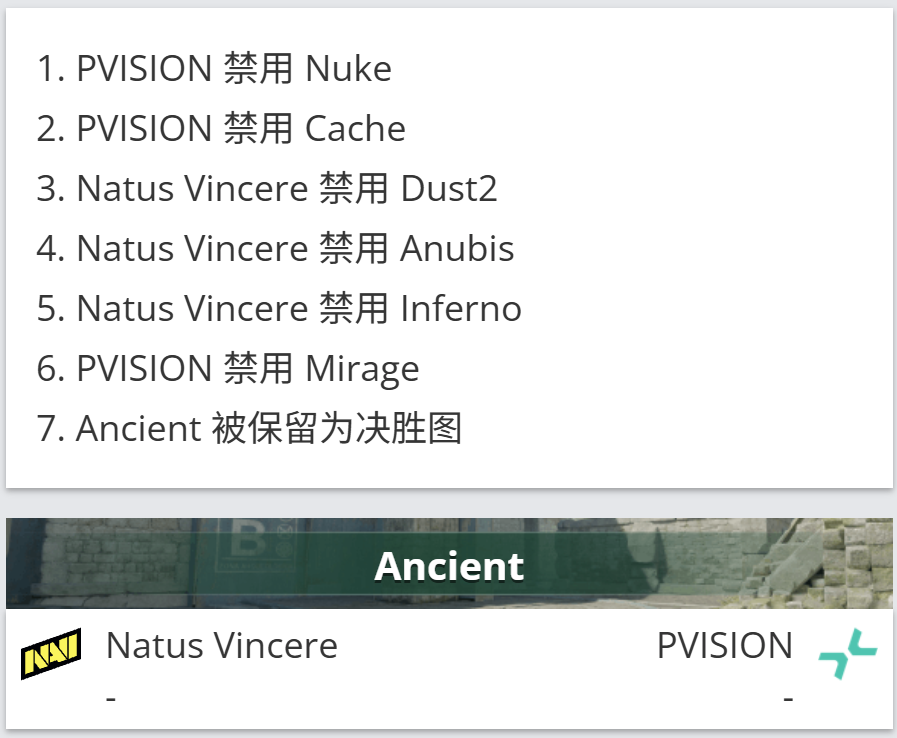 1. PVISION 禁用 Nuke
2. PVISION 禁用 Cache
3. Natus Vincere 禁用 Dust2
4. Natus Vincere 禁用 Anubis
5. Natus Vincere 禁用 Inferno
6. PVISION 禁用 Mirage
7. Ancient 被保留为决胜图
B
Ancient
NAVI
Natus Vincere
PVISION
-
-